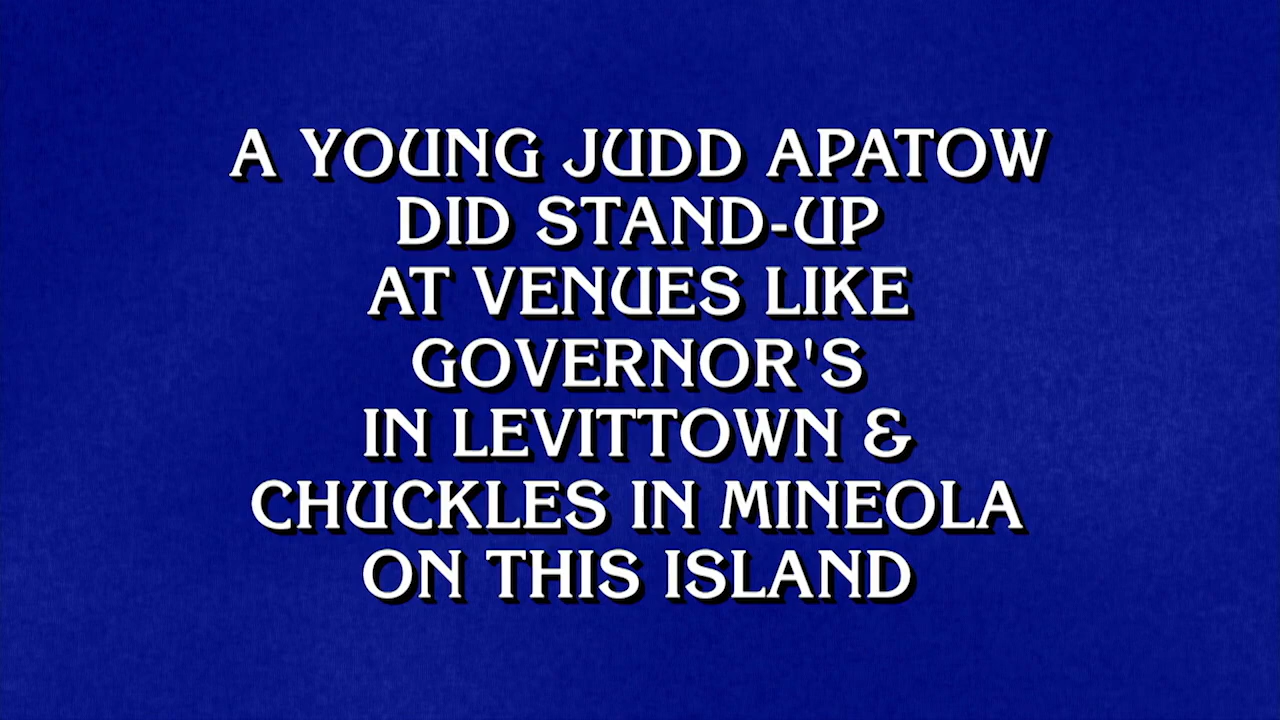 A YOUNG JUDD APATOW
DID STAND-UP
AT VENUES LIKE
GOVERNOR'S
IN LEVITTOWN &
CHUCKLES IN MINEOLA
ON THIS ISLAND